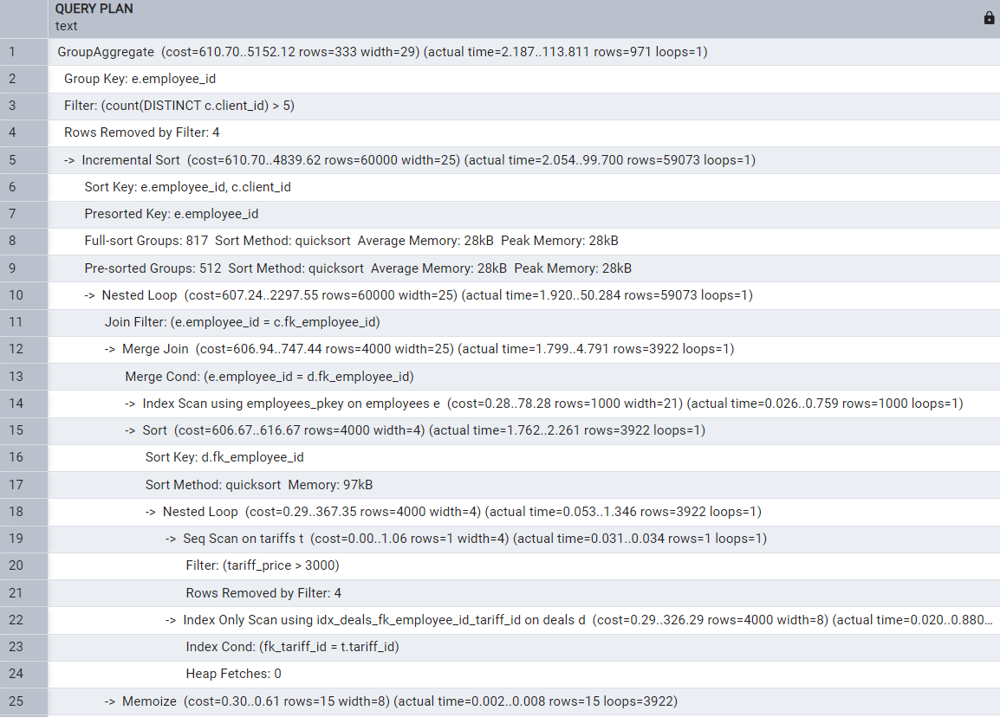 QUERY PLAN
text
1 GroupAggregate (cost=610.70..5152.12 rows=333 width=29) (actual time=2.187..113.811 rows=971 loops=1)
2 Group Key: e.employee_id
3 Filter: (count(DISTINCT c.client_id) > 5)
4 Rows Removed by Filter: 4
5 -> Incremental Sort (cost=610.70..4839.62 rows=60000 width=25) (actual time=2.054..99.700 rows=59073 loops=1)
6 Sort Key: e.employee_id, c.client_id
7 Presorted Key: e.employee_id
8 Full-sort Groups: 817 Sort Method: quicksort Average Memory: 28kB Peak Memory: 28kB
9 Pre-sorted Groups: 512 Sort Method: quicksort Average Memory: 28kB Peak Memory: 28kB
10 -> Nested Loop (cost=607.24..2297.55 rows=60000 width=25) (actual time=1.920..50.284 rows=59073 loops=1)
11 Join Filter: (e.employee_id = c.fk_employee_id)
12 -> Merge Join (cost=606.94..747.44 rows=4000 width=25) (actual time=1.799..4.791 rows=3922 loops=1)
13 Merge Cond: (e.employee_id = d.fk_employee_id)
14 -> Index Scan using employees_pkey on employees e (cost=0.28..78.28 rows=1000 width=21) (actual time=0.026..0.759 rows=1000 loops=1)
15 -> Sort (cost=606.67..616.67 rows=4000 width=4) (actual time=1.762..2.261 rows=3922 loops=1)
16 Sort Key: d.fk_employee_id
17 Sort Method: quicksort Memory: 97kB
18 -> Nested Loop (cost=0.29..367.35 rows=4000 width=4) (actual time=0.053..1.346 rows=3922 loops=1)
19 -> Seq Scan on tariffs t (cost=0.00..1.06 rows=1 width=4) (actual time=0.031..0.034 rows=1 loops=1)
20 Filter: (tariff_price > 3000)
21 Rows Removed by Filter: 4
22 -> Index Only Scan using idx_deals_fk_employee_id_tariff_id on deals d (cost=0.29..326.29 rows=4000 width=8) (actual time=0.020..0.880...
23 Index Cond: (fk_tariff_id = t.tariff_id)
24 Heap Fetches: 0
25 -> Memoize (cost=0.30..0.61 rows=15 width=8) (actual time=0.002..0.008 rows=15 loops=3922)